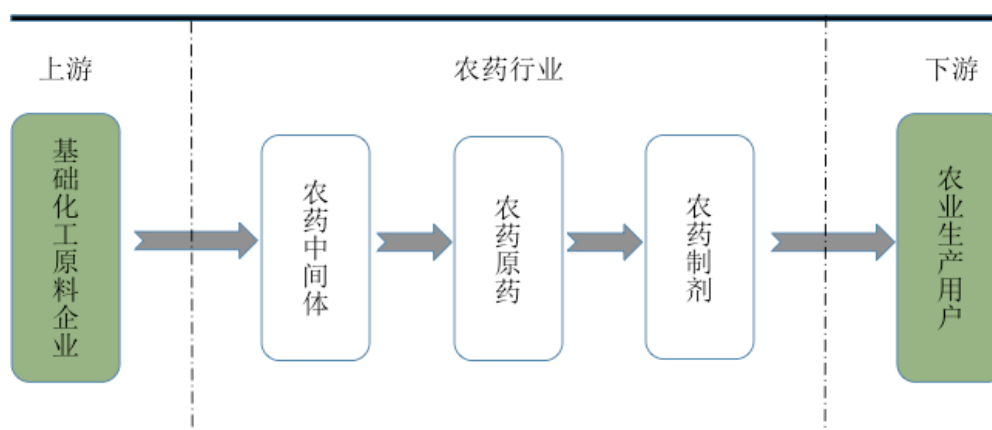 上游
农药行业
下游
基础化工原料企业
农药中间体
农药原药
农药制剂
农业生产用户